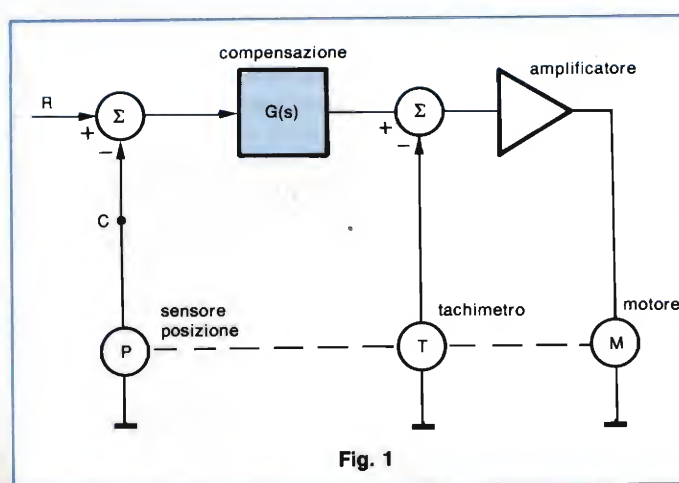 compensazione
amplificatore
R
Σ
G(s)
Σ
+
−
+
−
C
sensore
posizione
tachimetro
motore
P
T
M
Fig. 1